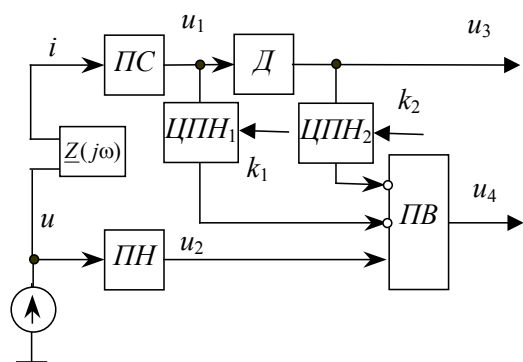 u₁
u₃
i
ПС
Д
k₂
ЦПН₁
ЦПН₂
Z(jω)
k₁
u
u₂
ПВ
u₄
ПН